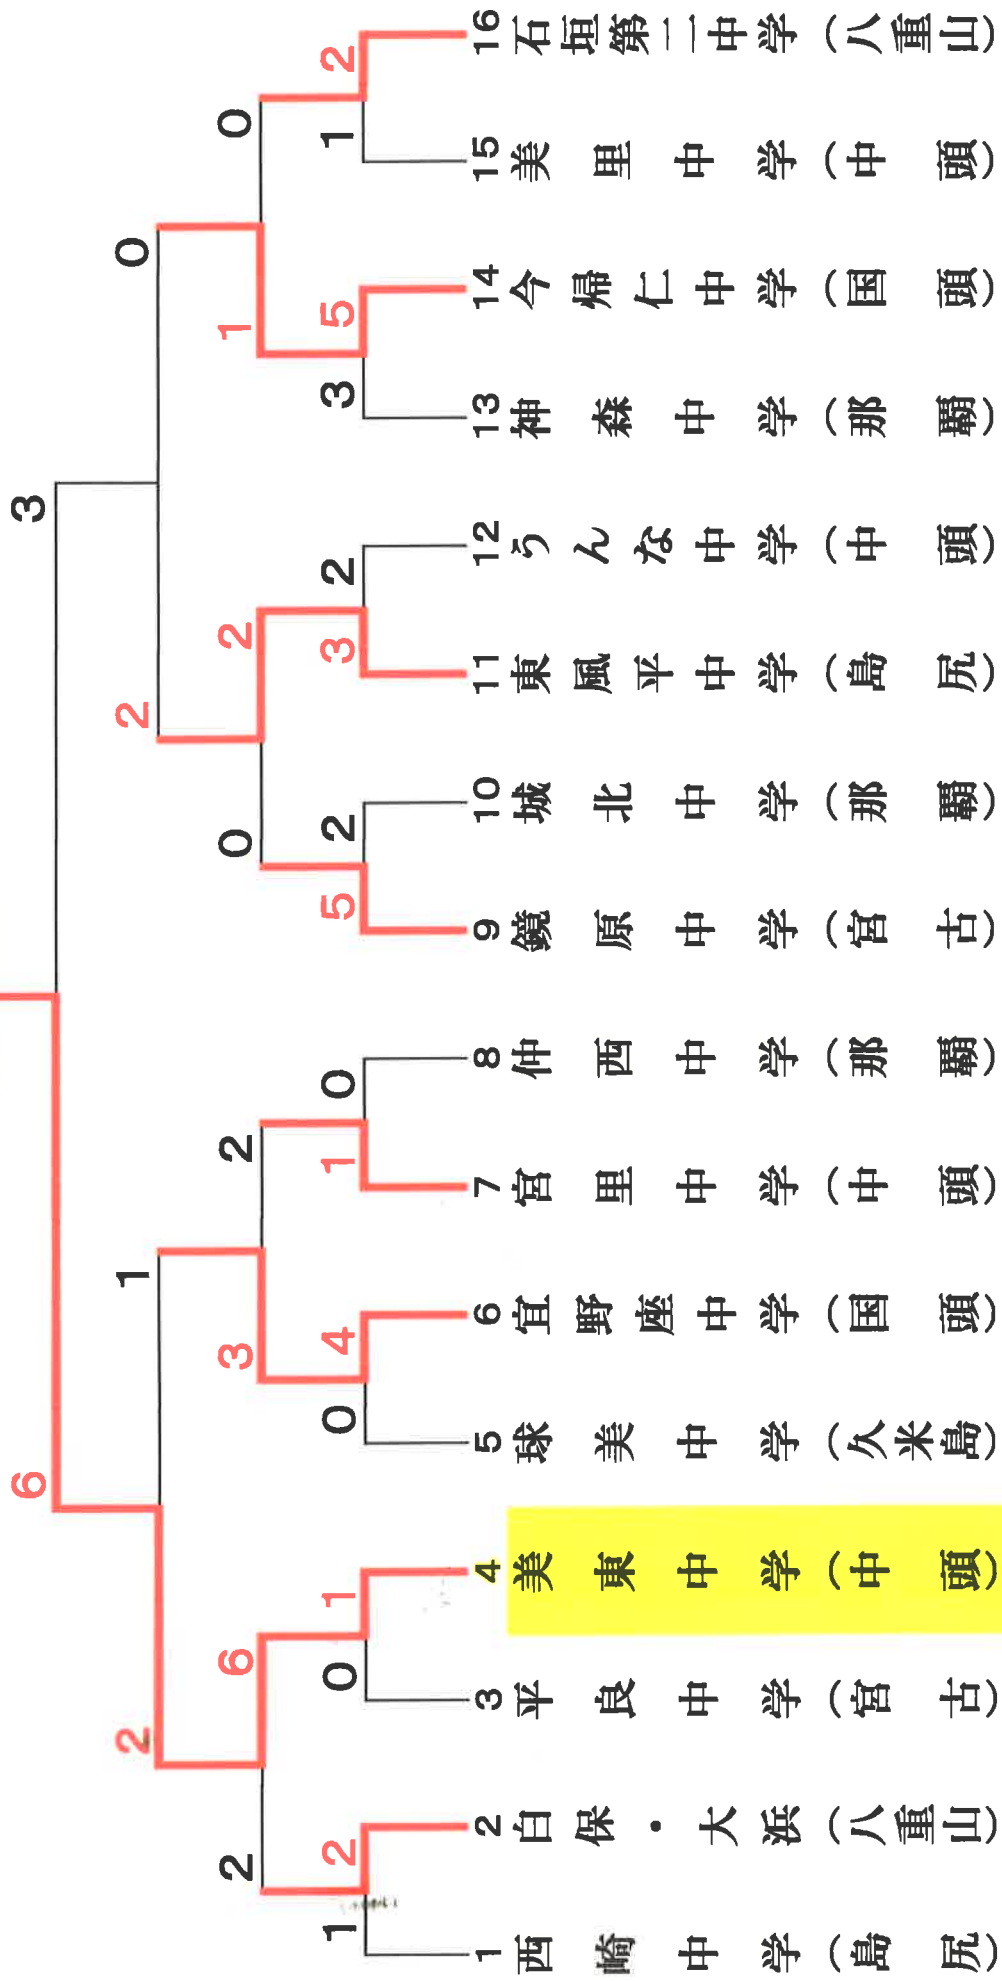 6
3
2
1
2
0
2
6
3
2
0
2
1
0
1
2
0
1
0
4
1
0
5
2
3
2
3
5
1
2
1 西崎中学(島尻)
2 白保・大浜(八重山)
3 平良中学(宮古)
4 美東中学(中頭)
5 球美中学(久米島)
6 宜野座中学(国頭)
7 宮里中学(中頭)
8 仲西中学(那覇)
9 鏡原中学(宮古)
10 城北中学(那覇)
11 東風平中学(島尻)
12 うんな中学(中頭)
13 神森中学(那覇)
14 今帰仁中学(国頭)
15 美里中学(中頭)
16 石垣第二中学(八重山)